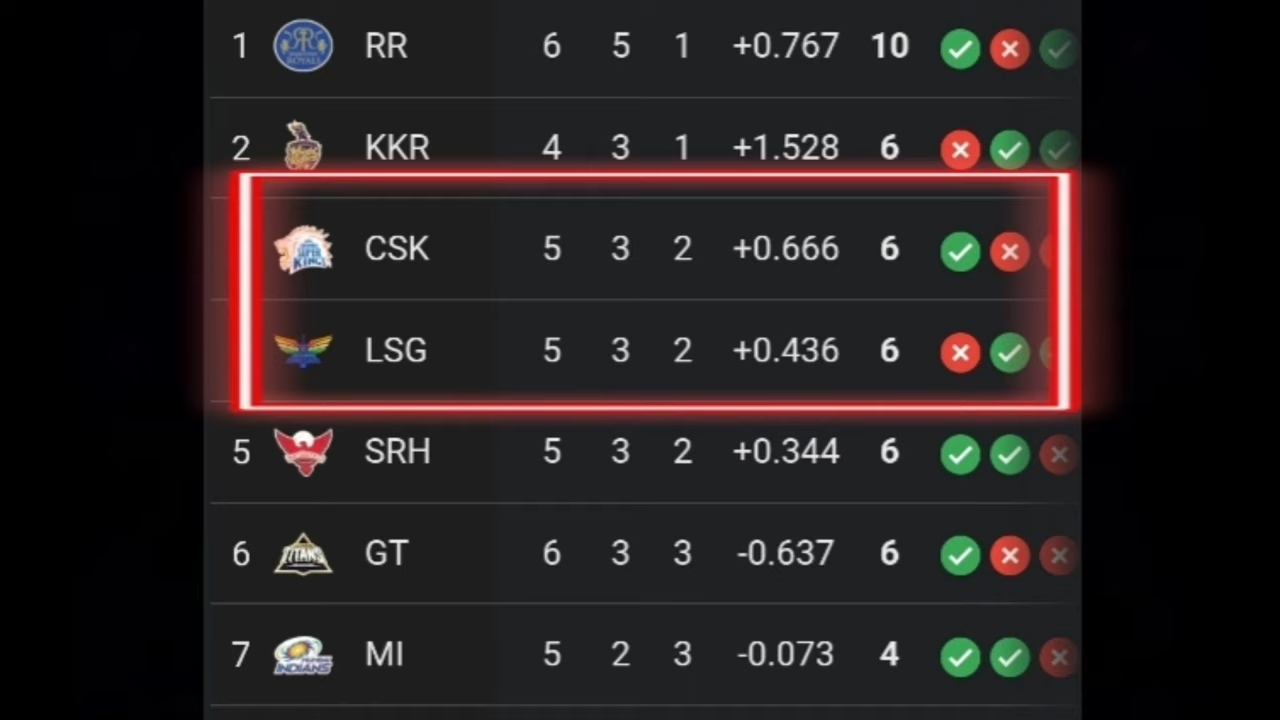 1 RR 6 5 1 +0.767 10
2 KKR 4 3 1 +1.528 6
CSK 5 3 2 +0.666 6
LSG 5 3 2 +0.436 6
5 SRH 5 3 2 +0.344 6
6 TITANS GT 6 3 3 -0.637 6
7 INDIANS MI 5 2 3 -0.073 4